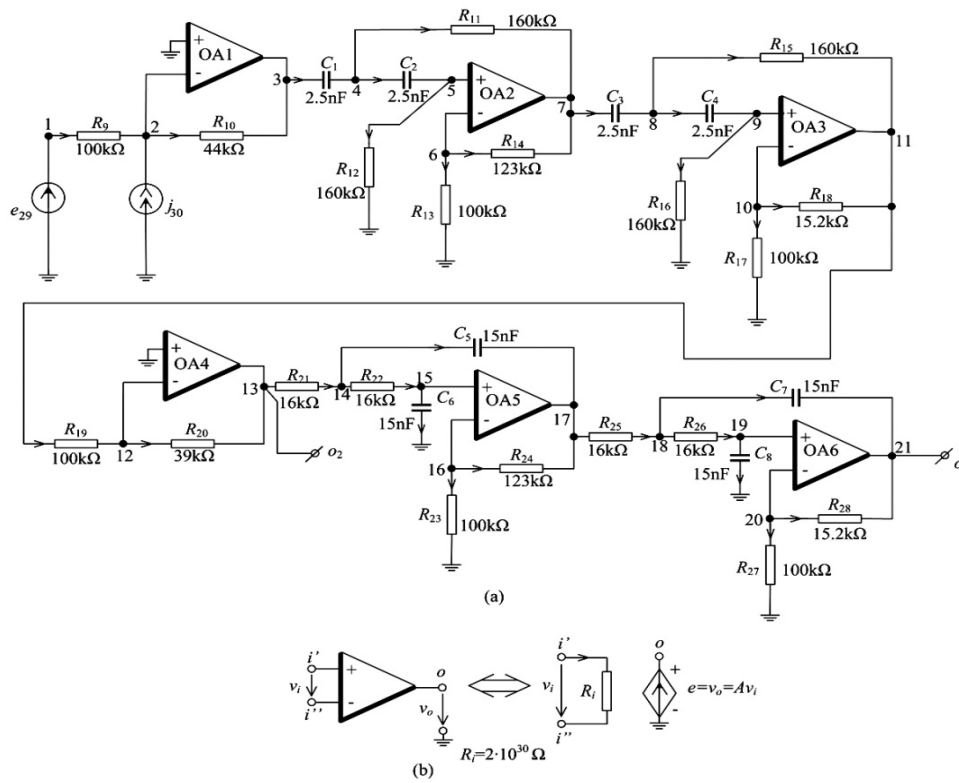 R11
160kΩ
R15
160kΩ
+
OA1
-
3
C1
2.5nF
4
C2
2.5nF
5
+
OA2
-
7
C3
2.5nF
8
C4
2.5nF
9
+
OA3
-
11
1
R9
100kΩ
2
R10
44kΩ
R12
160kΩ
6
R14
123kΩ
R13
100kΩ
R16
160kΩ
10
R18
15.2kΩ
R17
100kΩ
e29
j30
+
OA4
-
13
R21
16kΩ
14
R22
16kΩ
15
C5
15nF
C6
15nF
+
OA5
-
17
C7
15nF
R19
100kΩ
12
R20
39kΩ
o2
16
R24
123kΩ
R23
100kΩ
R25
16kΩ
18
R26
16kΩ
19
C8
15nF
+
OA6
-
21
o
20
R28
15.2kΩ
R27
100kΩ
(a)
i'
+
vi
i''
-
o
vo
i'
vi
Ri
i''
o
+
-
e=vo=Avi
Ri=2·10^30 Ω
(b)